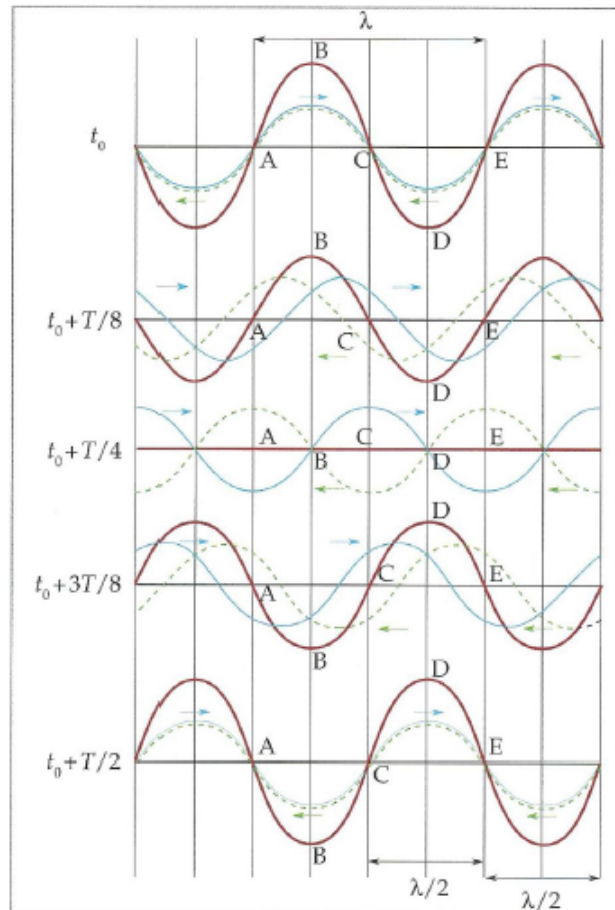 λ
B
t₀
A C E
D
B
t₀ + T/8
A C E
D
t₀ + T/4
A C E
B D
D
t₀ + 3T/8
A C E
B
D
A E
t₀ + T/2
C
B
λ/2 λ/2